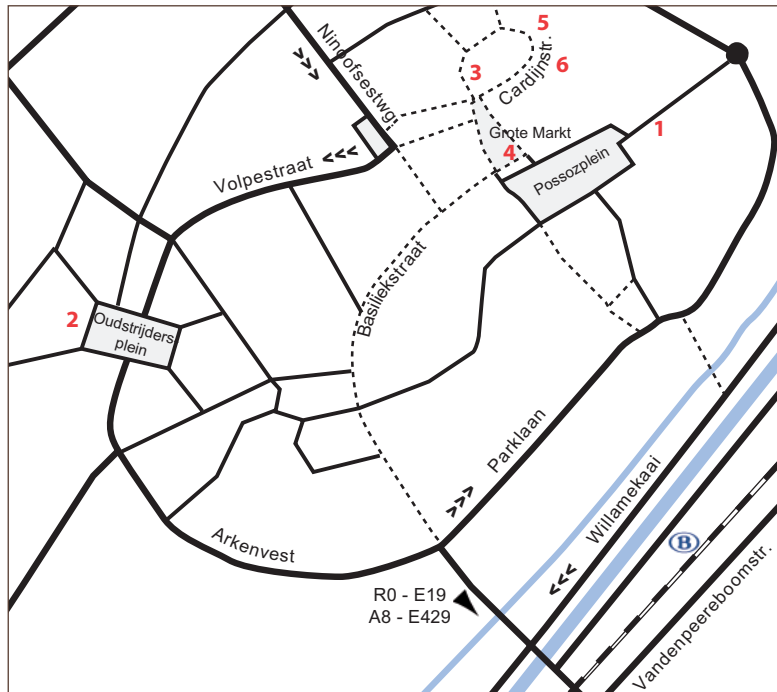 5
Cardijnstr.
6
3
Ninoofsestwg.
1
Grote Markt
4
Possozplein
Volpestraat
Basiliekstraat
2
Oudstrijders
plein
Parklaan
Willamekaai
B
Arkenvest
R0 - E19
A8 - E429
Vandenpeereboomstr.